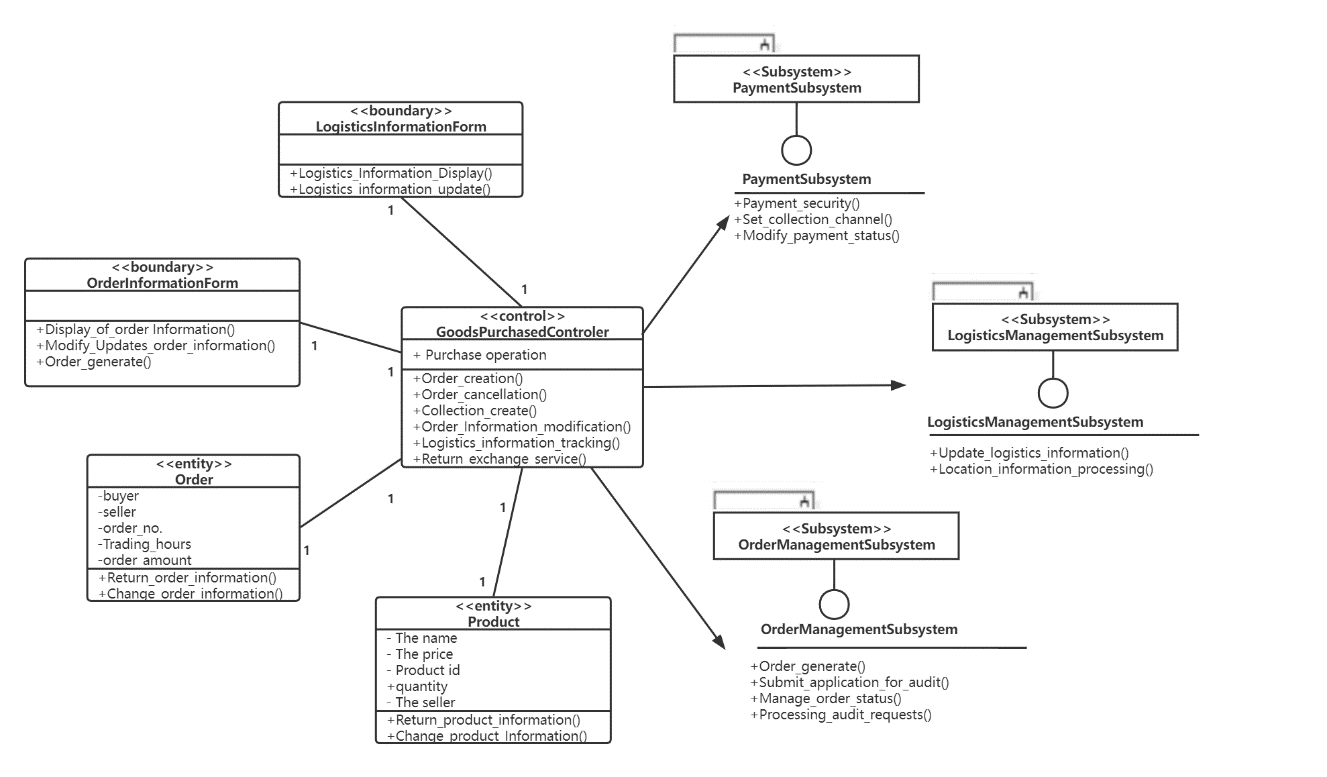 <<Subsystem>>
PaymentSubsystem
PaymentSubsystem
+Payment_security()
+Set_collection_channel()
+Modify_payment_status()
<<boundary>>
LogisticsInformationForm
+Logistics_Information_Display()
+Logistics_information_update()
1
1
<<boundary>>
OrderInformationForm
+Display_of_order Information()
+Modify_Updates_order_information()
+Order_generate()
1
1
<<control>>
GoodsPurchasedControler
+ Purchase operation
+Order_creation()
+Order_cancellation()
+Collection_create()
+Order_Information_modification()
+Logistics_information_tracking()
+Return_exchange_service()
<<Subsystem>>
LogisticsManagementSubsystem
LogisticsManagementSubsystem
+Update_logistics_information()
+Location_information_processing()
<<entity>>
Order
-buyer
-seller
-order_no.
-Trading_hours
-order_amount
+Return_order_information()
+Change_order_information()
1
1
1
1
<<entity>>
Product
- The name
- The price
- Product id
+quantity
- The seller
+Return_product_information()
+Change_product_Information()
<<Subsystem>>
OrderManagementSubsystem
OrderManagementSubsystem
+Order_generate()
+Submit_application_for_audit()
+Manage_order_status()
+Processing_audit_requests()